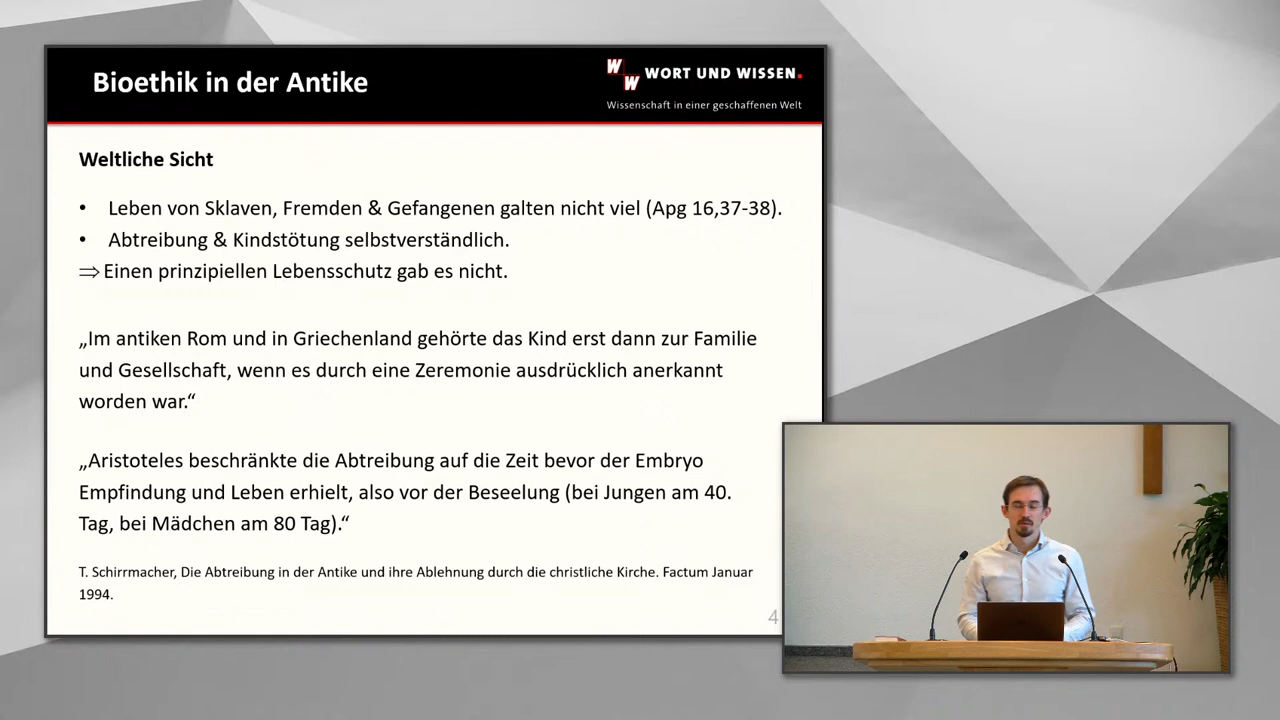 Bioethik in der Antike
W W WORT UND WISSEN.
Wissenschaft in einer geschaffenen Welt
Weltliche Sicht
• Leben von Sklaven, Fremden & Gefangenen galten nicht viel (Apg 16,37-38).
• Abtreibung & Kindstötung selbstverständlich.
⇒ Einen prinzipiellen Lebensschutz gab es nicht.
„Im antiken Rom und in Griechenland gehörte das Kind erst dann zur Familie
und Gesellschaft, wenn es durch eine Zeremonie ausdrücklich anerkannt
worden war.“
„Aristoteles beschränkte die Abtreibung auf die Zeit bevor der Embryo
Empfindung und Leben erhielt, also vor der Beseelung (bei Jungen am 40.
Tag, bei Mädchen am 80 Tag).“
T. Schirrmacher, Die Abtreibung in der Antike und ihre Ablehnung durch die christliche Kirche. Factum Januar
1994.
4